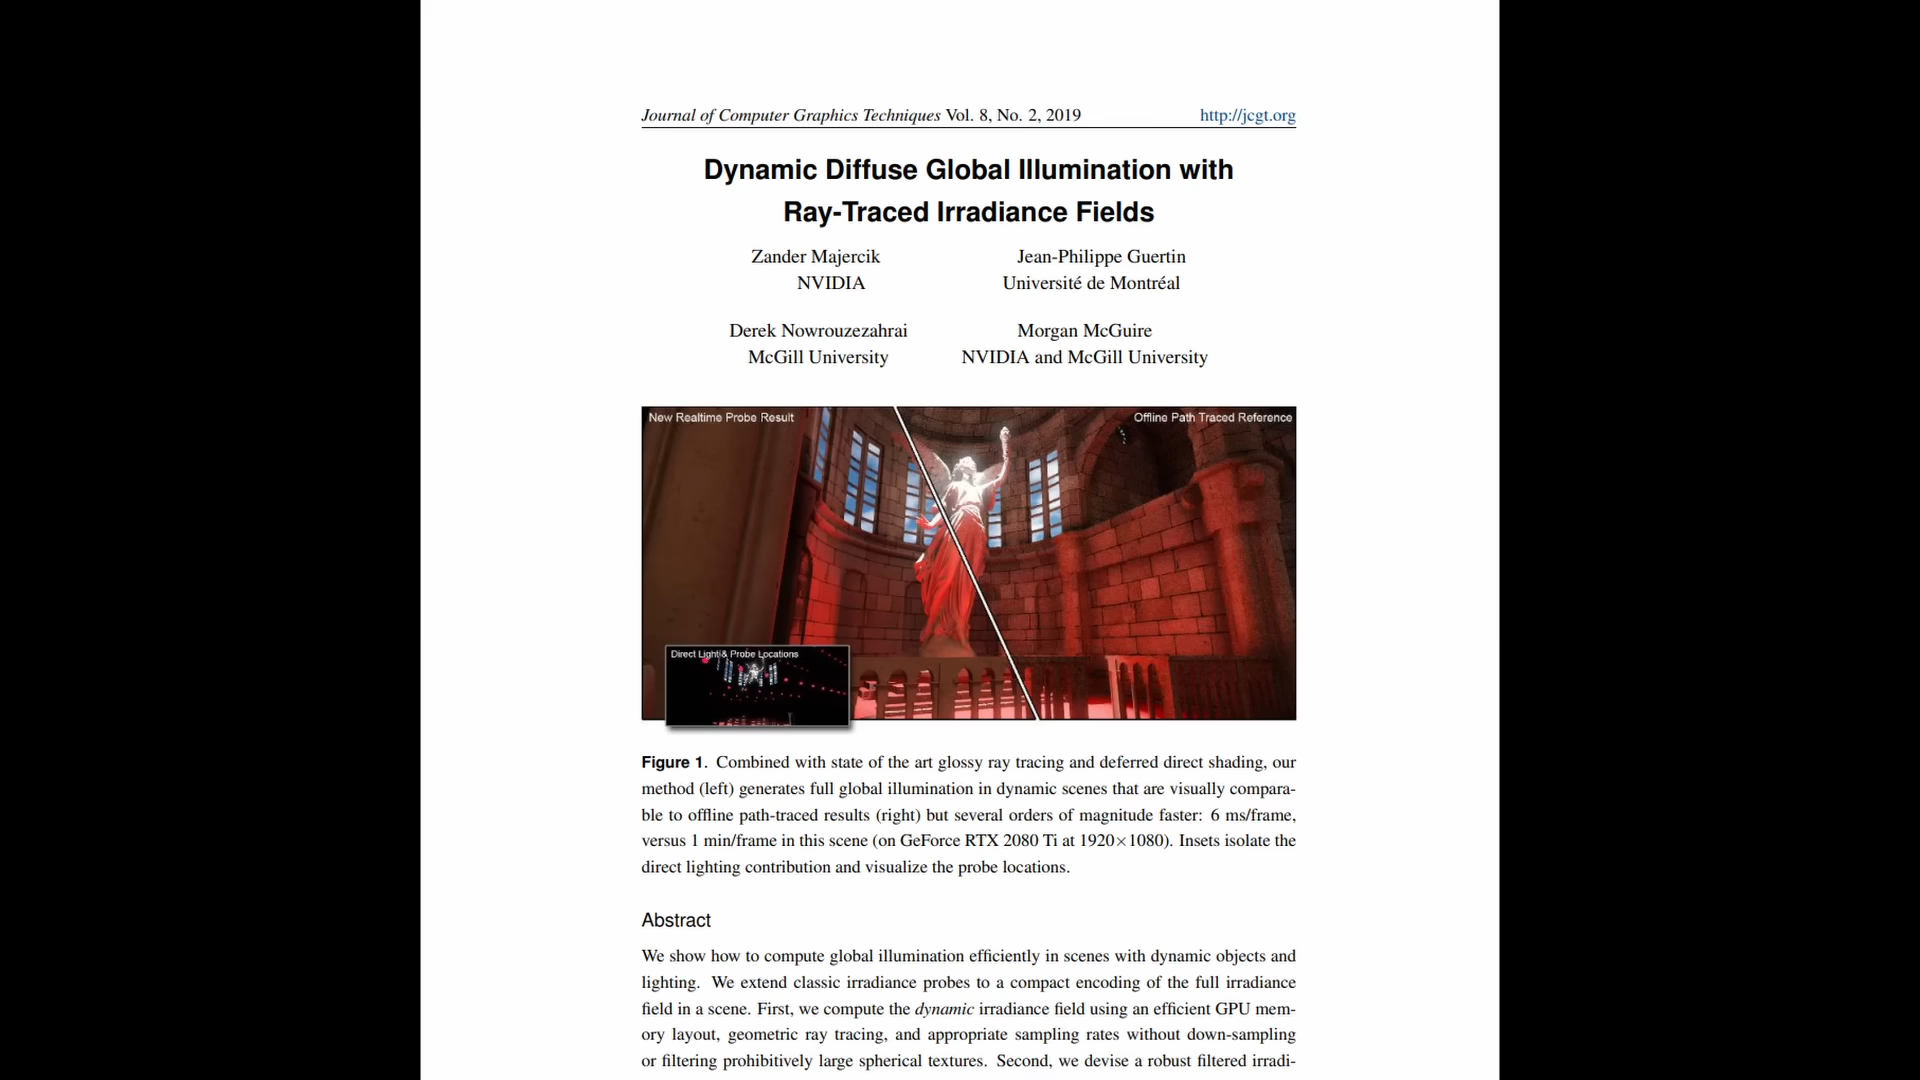 Journal of Computer Graphics Techniques Vol. 8, No. 2, 2019 http://jcgt.org
Dynamic Diffuse Global Illumination with
Ray-Traced Irradiance Fields
Zander Majercik Jean-Philippe Guertin
NVIDIA Université de Montréal
Derek Nowrouzezahrai Morgan McGuire
McGill University NVIDIA and McGill University
New Realtime Probe Result Offline Path Traced Reference
Direct Light & Probe Locations
Figure 1. Combined with state of the art glossy ray tracing and deferred direct shading, our
method (left) generates full global illumination in dynamic scenes that are visually compara-
ble to offline path-traced results (right) but several orders of magnitude faster: 6 ms/frame,
versus 1 min/frame in this scene (on GeForce RTX 2080 Ti at 1920×1080). Insets isolate the
direct lighting contribution and visualize the probe locations.
Abstract
We show how to compute global illumination efficiently in scenes with dynamic objects and
lighting. We extend classic irradiance probes to a compact encoding of the full irradiance
field in a scene. First, we compute the dynamic irradiance field using an efficient GPU mem-
ory layout, geometric ray tracing, and appropriate sampling rates without down-sampling
or filtering prohibitively large spherical textures. Second, we devise a robust filtered irradi-